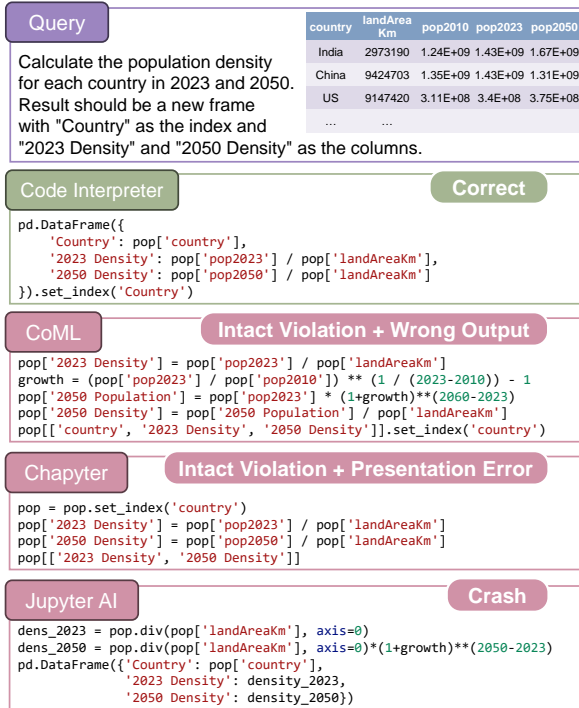 Query
Calculate the population density
for each country in 2023 and 2050.
Result should be a new frame
with "Country" as the index and
"2023 Density" and "2050 Density" as the columns.
country landArea Km pop2010 pop2023 pop2050
India 2973190 1.24E+09 1.43E+09 1.67E+09
China 9424703 1.35E+09 1.43E+09 1.31E+09
US 9147420 3.11E+08 3.4E+08 3.75E+08
... ...
Code Interpreter
Correct
pd.DataFrame({
    'Country': pop['country'],
    '2023 Density': pop['pop2023'] / pop['landAreaKm'],
    '2050 Density': pop['pop2050'] / pop['landAreaKm']
}).set_index('Country')
CoML
Intact Violation + Wrong Output
pop['2023 Density'] = pop['pop2023'] / pop['landAreaKm']
growth = (pop['pop2023'] / pop['pop2010']) ** (1 / (2023-2010)) - 1
pop['2050 Population'] = pop['pop2023'] * (1+growth)**(2060-2023)
pop['2050 Density'] = pop['2050 Population'] / pop['landAreaKm']
pop[['country', '2023 Density', '2050 Density']].set_index('country')
Chapyter
Intact Violation + Presentation Error
pop = pop.set_index('country')
pop['2023 Density'] = pop['pop2023'] / pop['landAreaKm']
pop['2050 Density'] = pop['pop2050'] / pop['landAreaKm']
pop[['2023 Density', '2050 Density']]
Jupyter AI
Crash
dens_2023 = pop.div(pop['landAreaKm'], axis=0)
dens_2050 = pop.div(pop['landAreaKm'], axis=0)*(1+growth)**(2050-2023)
pd.DataFrame({'Country': pop['country'],
              '2023 Density': density_2023,
              '2050 Density': density_2050})